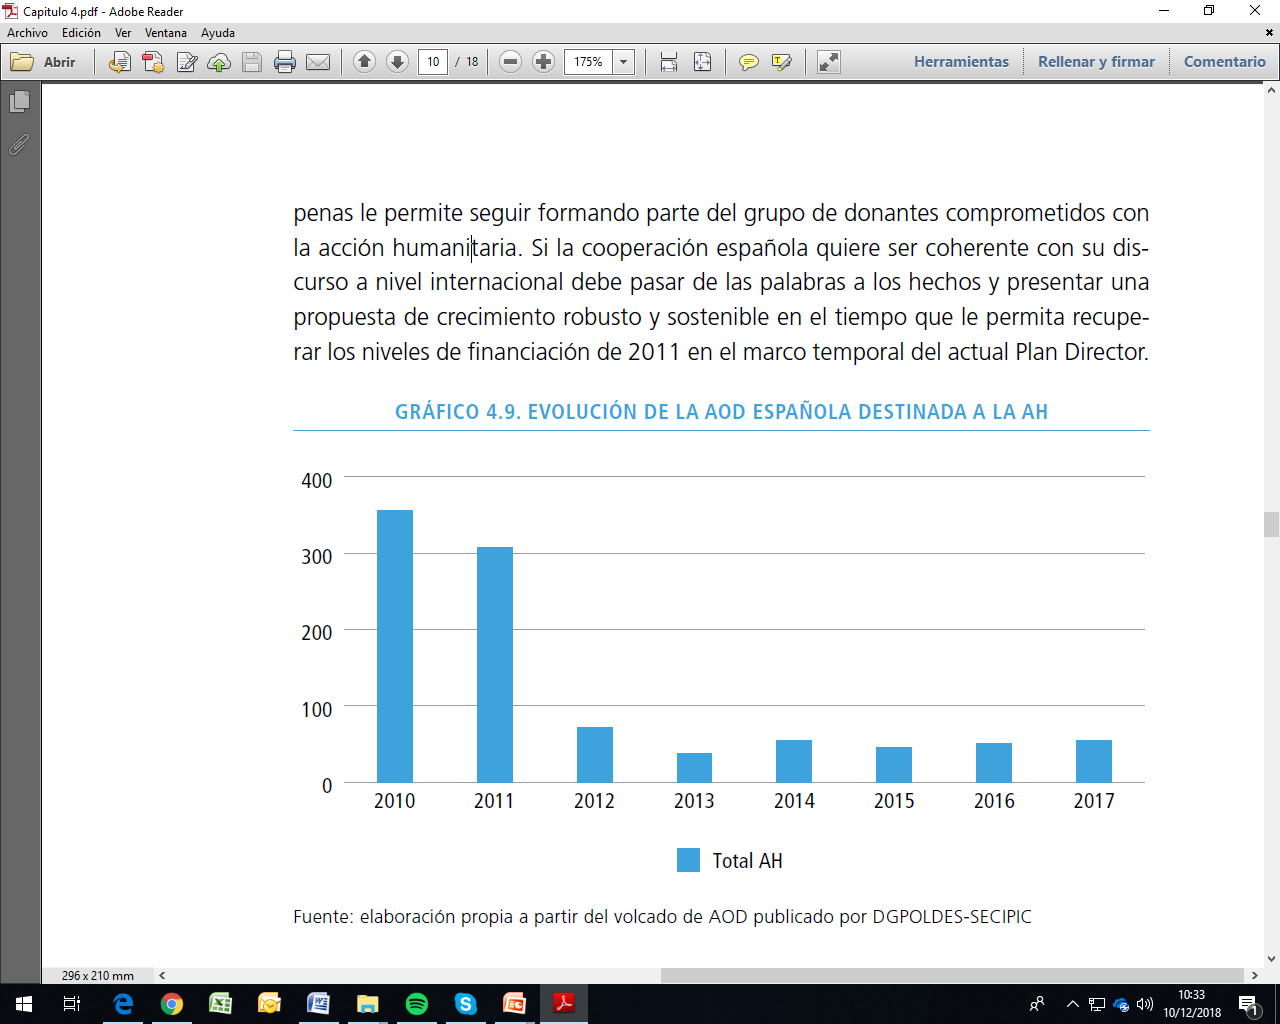 Capitulo 4.pdf - Adobe Reader
Archivo Edición Ver Ventana Ayuda
Abrir 10 / 18 175% Herramientas Rellenar y firmar Comentario
penas le permite seguir formando parte del grupo de donantes comprometidos con
la acción humanitaria. Si la cooperación española quiere ser coherente con su dis-
curso a nivel internacional debe pasar de las palabras a los hechos y presentar una
propuesta de crecimiento robusto y sostenible en el tiempo que le permita recupe-
rar los niveles de financiación de 2011 en el marco temporal del actual Plan Director.
GRÁFICO 4.9. EVOLUCIÓN DE LA AOD ESPAÑOLA DESTINADA A LA AH
400
300
200
100
0
2010 2011 2012 2013 2014 2015 2016 2017
Total AH
Fuente: elaboración propia a partir del volcado de AOD publicado por DGPOLDES-SECIPIC
296 x 210 mm
10:33
10/12/2018
1